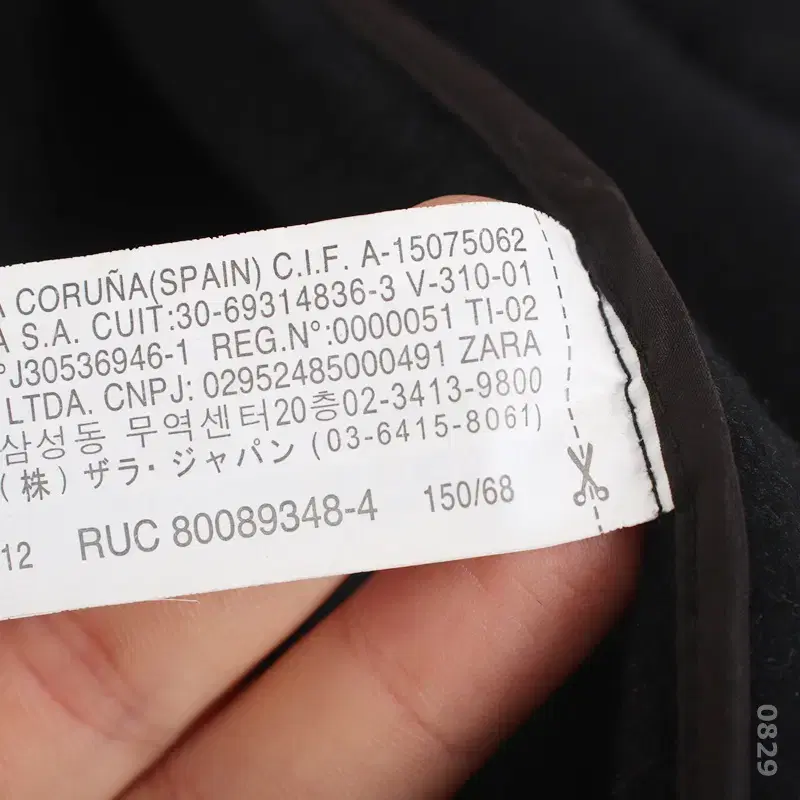 A CORUÑA(SPAIN) C.I.F. A-15075062
A S.A. CUIT:30-69314836-3 V-310-01
°J30536946-1 REG.N°:0000051 TI-02
LTDA. CNPJ: 02952485000491 ZARA
삼성동 무역센터20층02-3413-9800
(株) ザラ・ジャパン (03-6415-8061)
12 RUC 80089348-4 150/68
0829